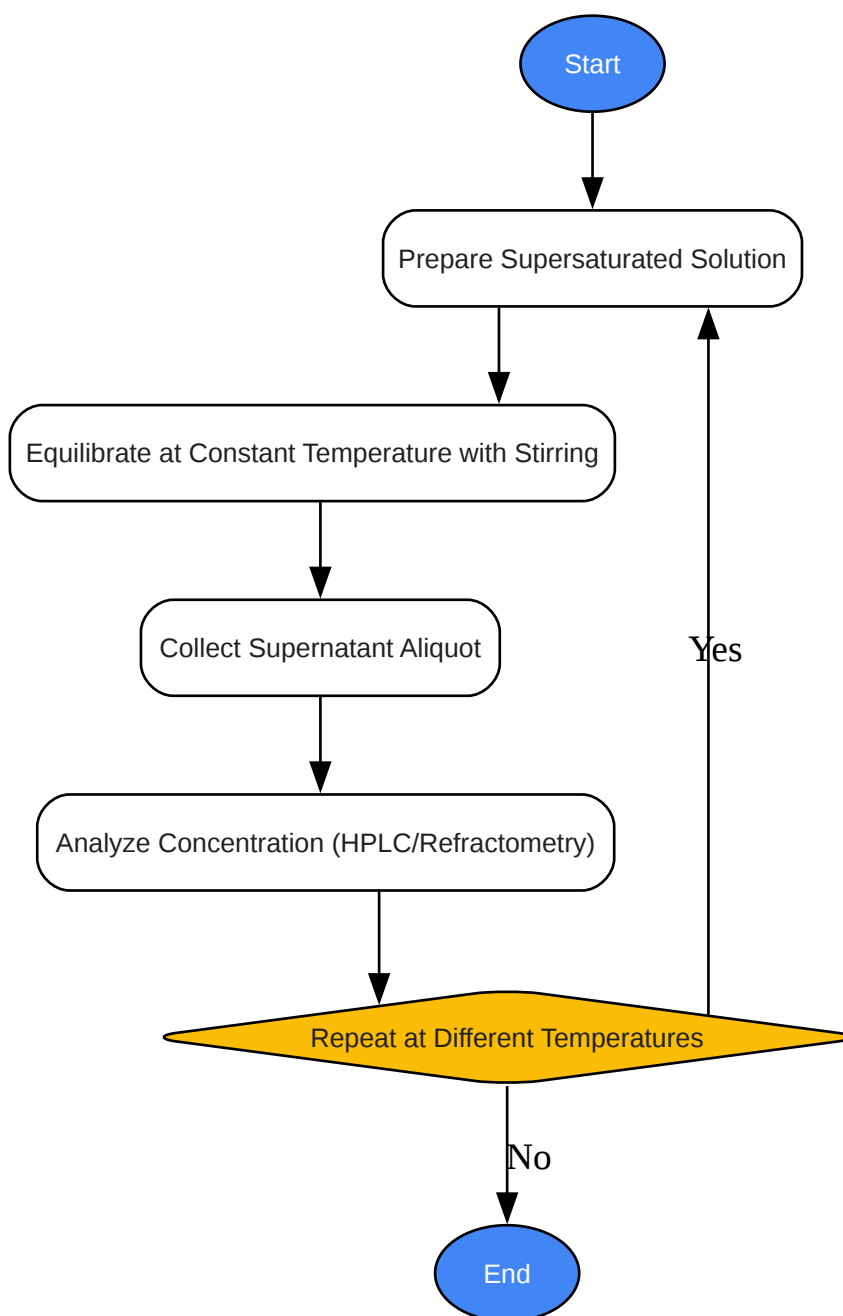 Start
Prepare Supersaturated Solution
Equilibrate at Constant Temperature with Stirring
Collect Supernatant Aliquot
Yes
Analyze Concentration (HPLC/Refractometry)
Repeat at Different Temperatures
No
End